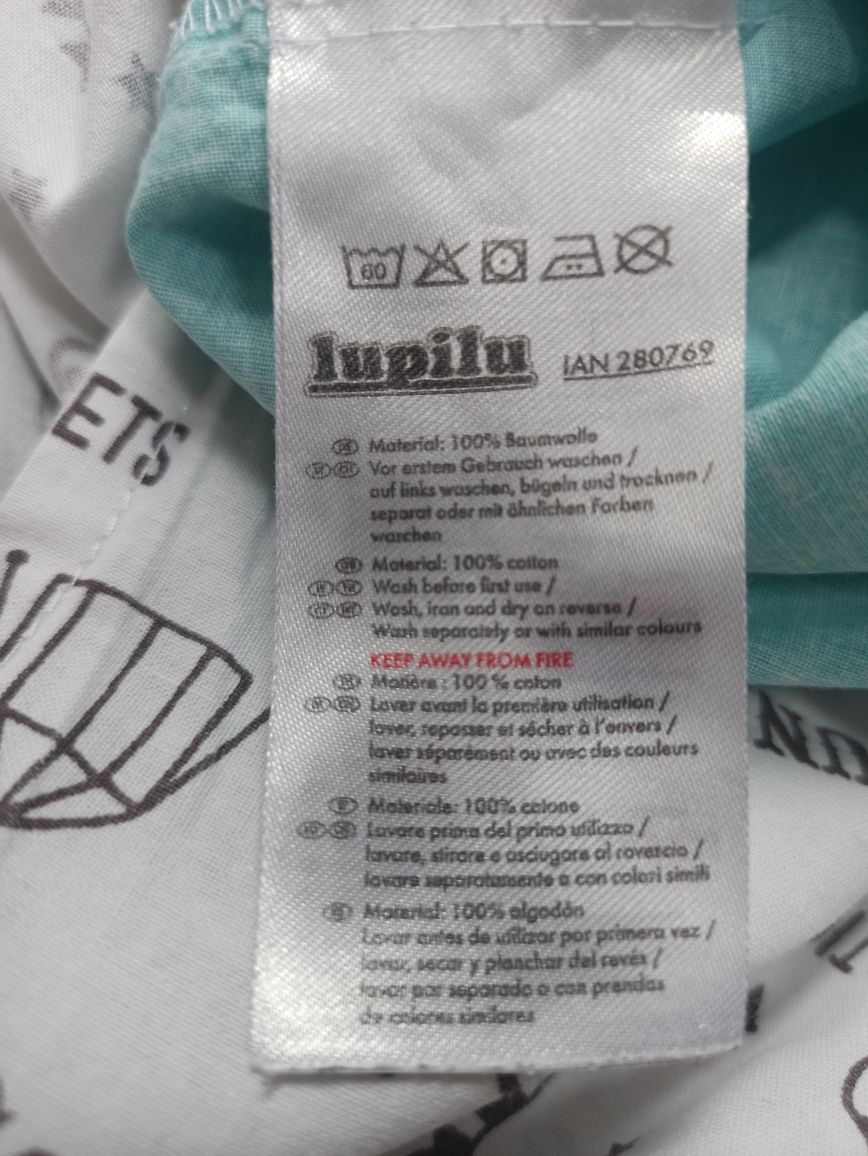 60
lupilu IAN 280769
Material: 100% Baumwolle
Vor erstem Gebrauch waschen /
auf links waschen, bügeln und trocknen /
separat oder mit ähnlichen Farben
waschen
Material: 100% cotton
Wash before first use /
Wash, iron and dry on reverse /
Wash separately or with similar colours
KEEP AWAY FROM FIRE
Matière : 100 % coton
Laver avant la première utilisation /
laver, repasser et sécher à l'envers /
laver séparément ou avec des couleurs
similaires
Materiale: 100% cotone
Lavare prima del primo utilizzo /
lavare, stirare e asciugare al rovescio /
lavare separatamente o con colori simili
Material: 100% algodón
Lavar antes de utilizar por primera vez /
lavar, secar y planchar del revés /
lavar por separado o con prendas
de colores similares
ETS